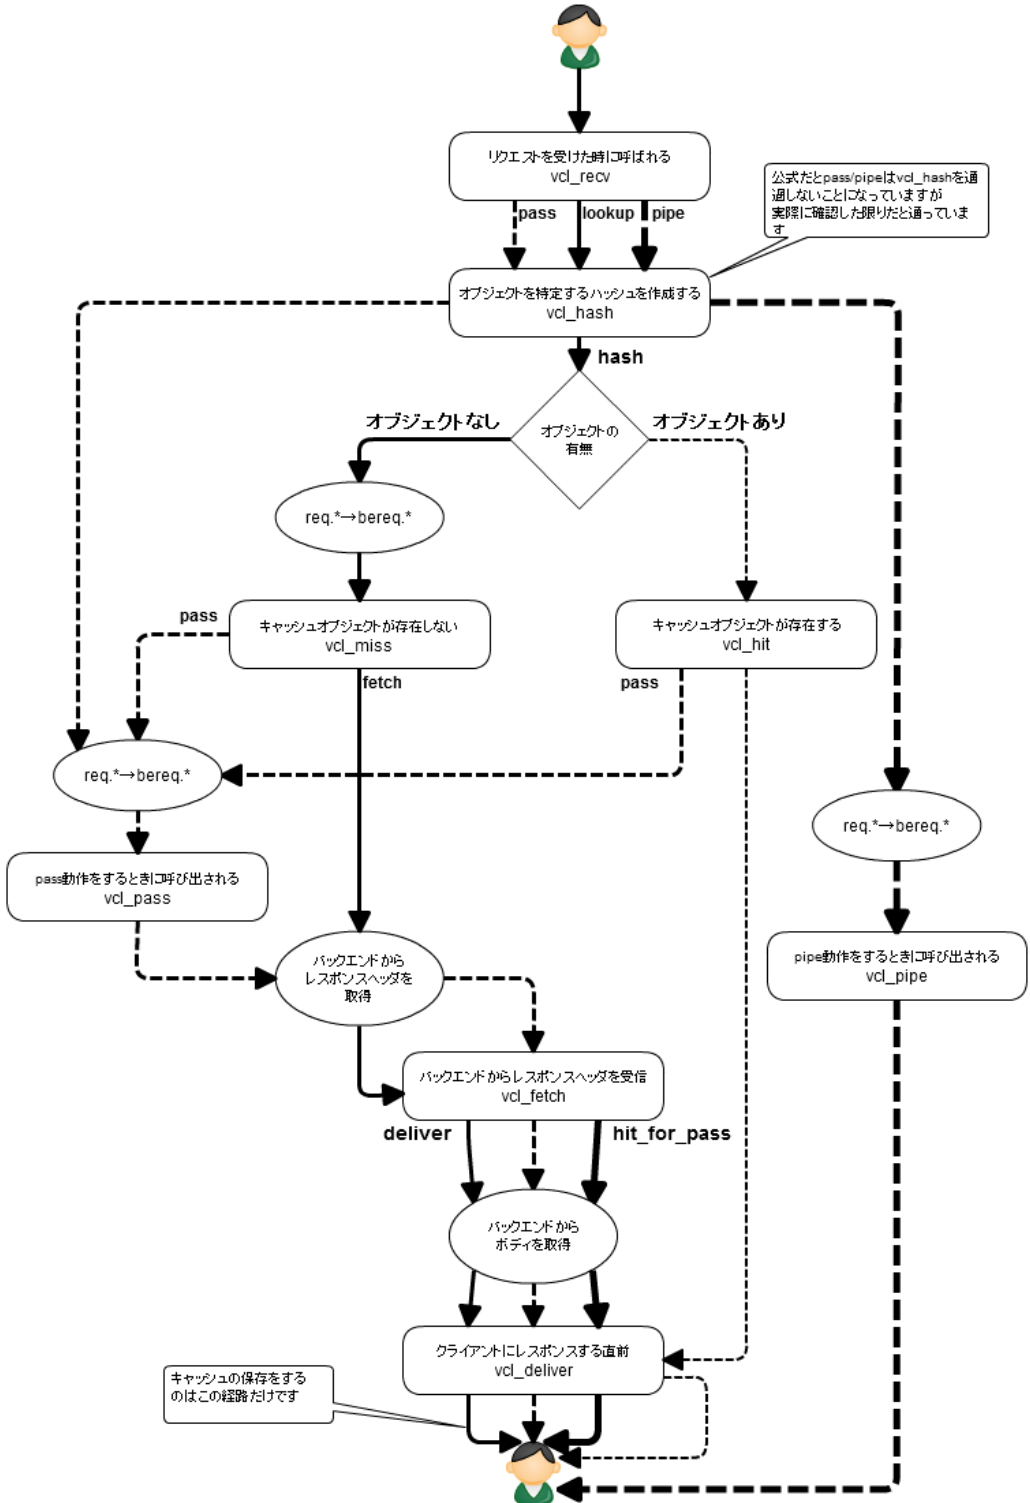 リクエストを受けた時に呼ばれる
vcl_recv
公式だとpass/pipeはvcl_hashを通
過しないことになっていますが
実際に確認した限りだと通っていま
す
pass
lookup
pipe
オブジェクトを特定するハッシュを作成する
vcl_hash
hash
オブジェクトなし
オブジェクトの
有無
オブジェクトあり
req.*→bereq.*
pass
キャッシュオブジェクトが存在しない
vcl_miss
キャッシュオブジェクトが存在する
vcl_hit
fetch
pass
req.*→bereq.*
req.*→bereq.*
pass動作をするときに呼び出される
vcl_pass
バックエンドから
レスポンスヘッダを
取得
pipe動作をするときに呼び出される
vcl_pipe
バックエンドからレスポンスヘッダを受信
vcl_fetch
deliver
hit_for_pass
バックエンドから
ボディを取得
クライアントにレスポンスする直前
vcl_deliver
キャッシュの保存をする
のはこの経路だけです